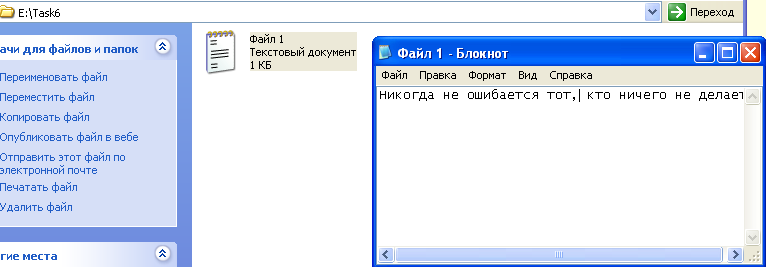 E:\Task6
Переход
Файл 1
Текстовый документ
1 КБ
ачи для файлов и папок
Переименовать файл
Переместить файл
Копировать файл
Опубликовать файл в вебе
Отправить этот файл по
электронной почте
Печатать файл
Удалить файл
гие места
Файл 1 - Блокнот
Файл Правка Формат Вид Справка
Никогда не ошибается тот, кто ничего не делает